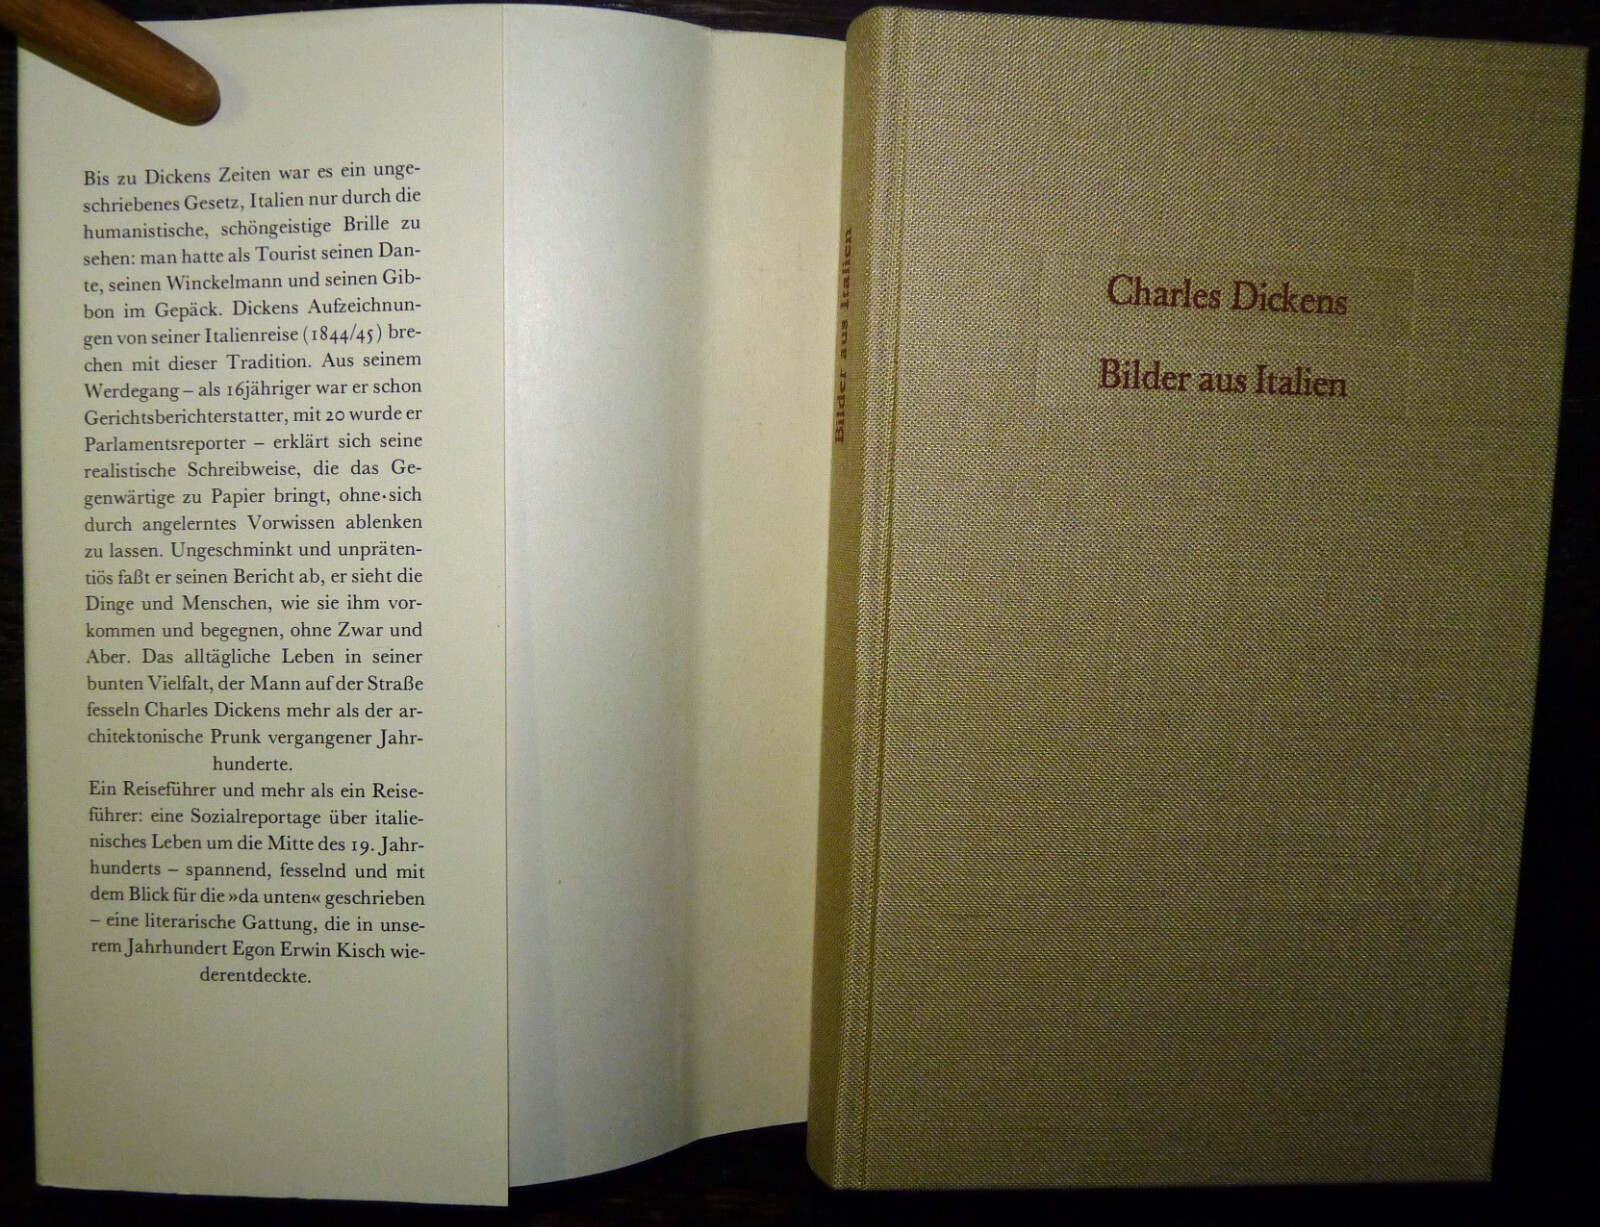 Bis zu Dickens Zeiten war es ein unge-
schriebenes Gesetz, Italien nur durch die
humanistische, schöngeistige Brille zu
sehen: man hatte als Tourist seinen Dan-
te, seinen Winckelmann und seinen Gib-
bon im Gepäck. Dickens Aufzeichnun-
gen von seiner Italienreise (1844/45) bre-
chen mit dieser Tradition. Aus seinem
Werdegang – als 16jähriger war er schon
Gerichtsberichterstatter, mit 20 wurde er
Parlamentsreporter – erklärt sich seine
realistische Schreibweise, die das Ge-
genwärtige zu Papier bringt, ohne sich
durch angelerntes Vorwissen ablenken
zu lassen. Ungeschminkt und unpräten-
tiös faßt er seinen Bericht ab, er sieht die
Dinge und Menschen, wie sie ihm vor-
kommen und begegnen, ohne Zwar und
Aber. Das alltägliche Leben in seiner
bunten Vielfalt, der Mann auf der Straße
fesseln Charles Dickens mehr als der ar-
chitektonische Prunk vergangener Jahr-
hunderte.
Ein Reiseführer und mehr als ein Reise-
führer: eine Sozialreportage über italie-
nisches Leben um die Mitte des 19. Jahr-
hunderts – spannend, fesselnd und mit
dem Blick für die »da unten« geschrieben
– eine literarische Gattung, die in unse-
rem Jahrhundert Egon Erwin Kisch wie-
derentdeckte.
Bilder aus Italien
Charles Dickens
Bilder aus Italien